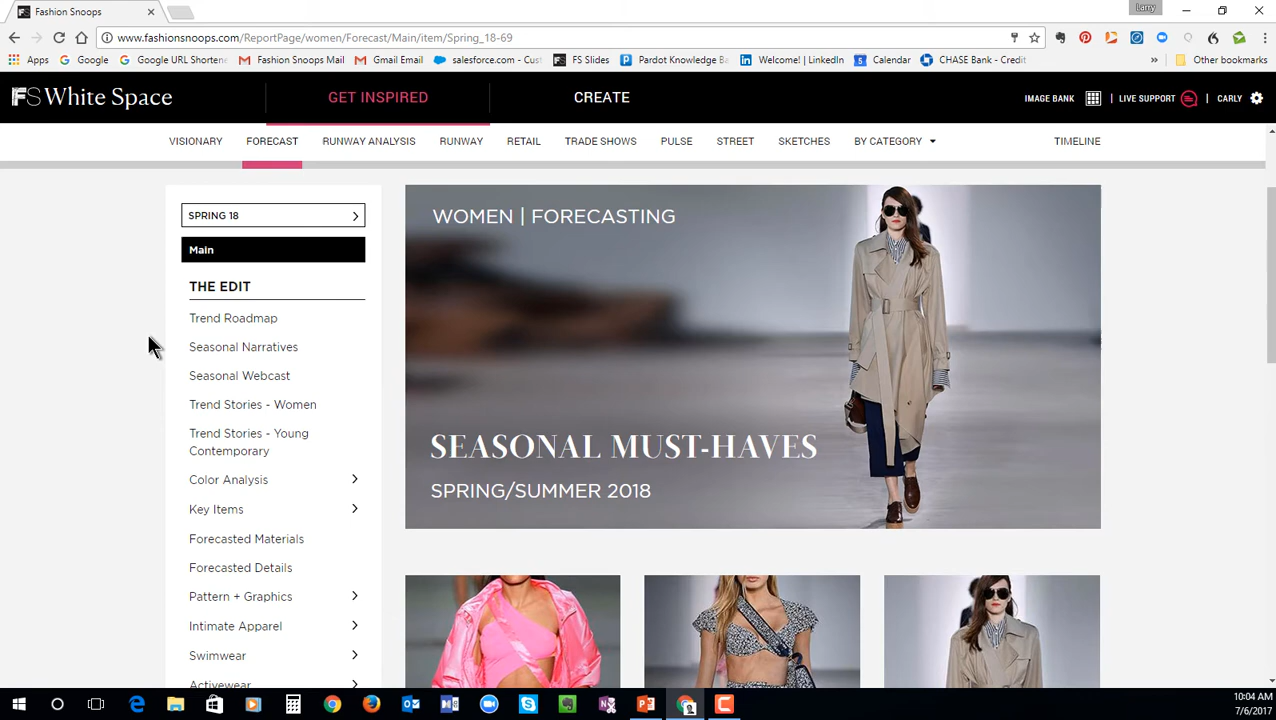 Fashion Snoops
Larry
www.fashionsnoops.com/ReportPage/women/Forecast/Main/item/Spring_18-69
Apps
Google
Google URL Shortene
Fashion Snoops Mail
Gmail Email
salesforce.com - Cust
FS Slides
Pardot Knowledge Ba
Welcome! | LinkedIn
Calendar
CHASE Bank - Credit
»
Other bookmarks
FS White Space
GET INSPIRED
CREATE
IMAGE BANK
| LIVE SUPPORT
| CARLY
VISIONARY
FORECAST
RUNWAY ANALYSIS
RUNWAY
RETAIL
TRADE SHOWS
PULSE
STREET
SKETCHES
BY CATEGORY
TIMELINE
SPRING 18
Main
THE EDIT
Trend Roadmap
Seasonal Narratives
Seasonal Webcast
Trend Stories - Women
Trend Stories - Young
Contemporary
Color Analysis
Key Items
Forecasted Materials
Forecasted Details
Pattern + Graphics
Intimate Apparel
Swimwear
Activewear
WOMEN | FORECASTING
SEASONAL MUST-HAVES
SPRING/SUMMER 2018
10:04 AM
7/6/2017